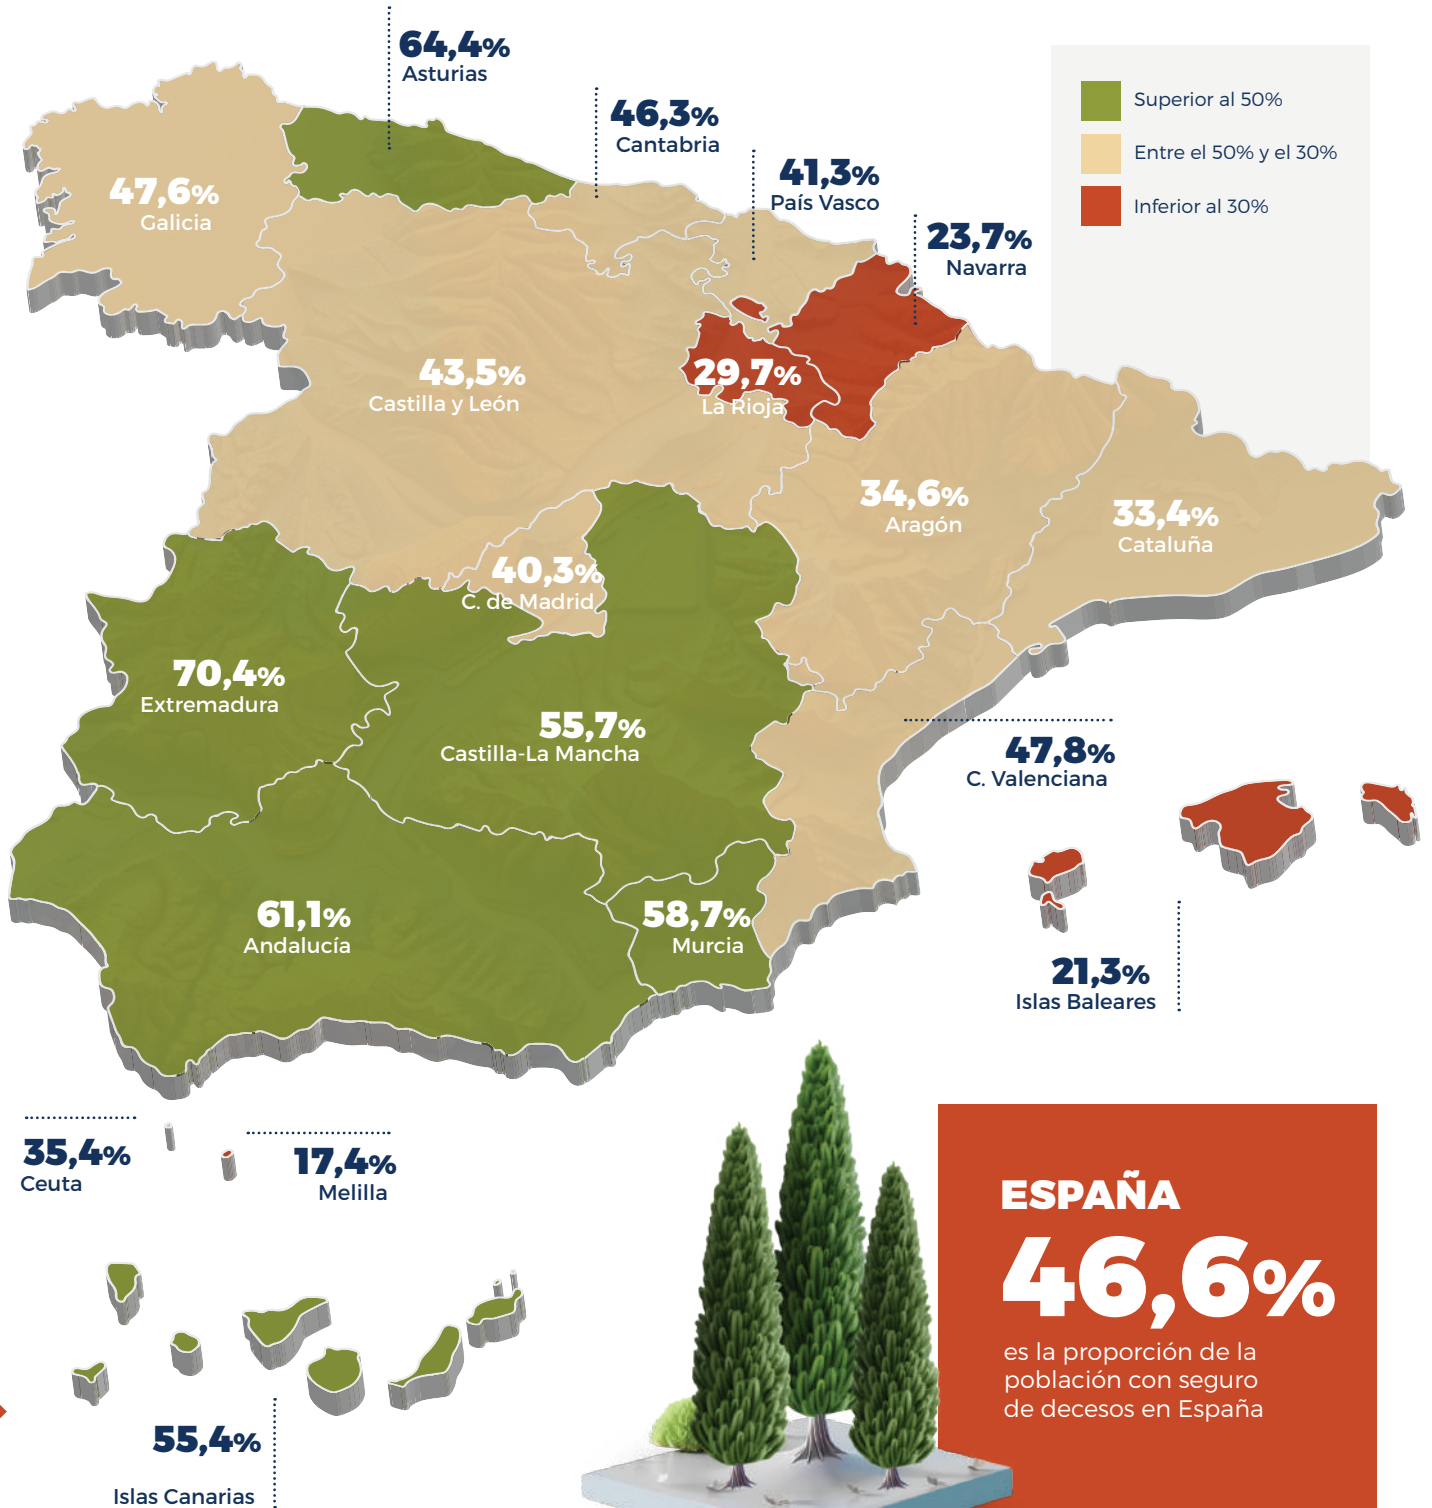 64,4%
Asturias
46,3%
Cantabria
41,3%
País Vasco
23,7%
Navarra
Superior al 50%
Entre el 50% y el 30%
Inferior al 30%
47,6%
Galicia
43,5%
Castilla y León
29,7%
La Rioja
34,6%
Aragón
33,4%
Cataluña
40,3%
C. de Madrid
70,4%
Extremadura
55,7%
Castilla-La Mancha
47,8%
C. Valenciana
61,1%
Andalucía
58,7%
Murcia
21,3%
Islas Baleares
35,4%
Ceuta
17,4%
Melilla
55,4%
Islas Canarias
ESPAÑA
46,6%
es la proporción de la
población con seguro
de decesos en España